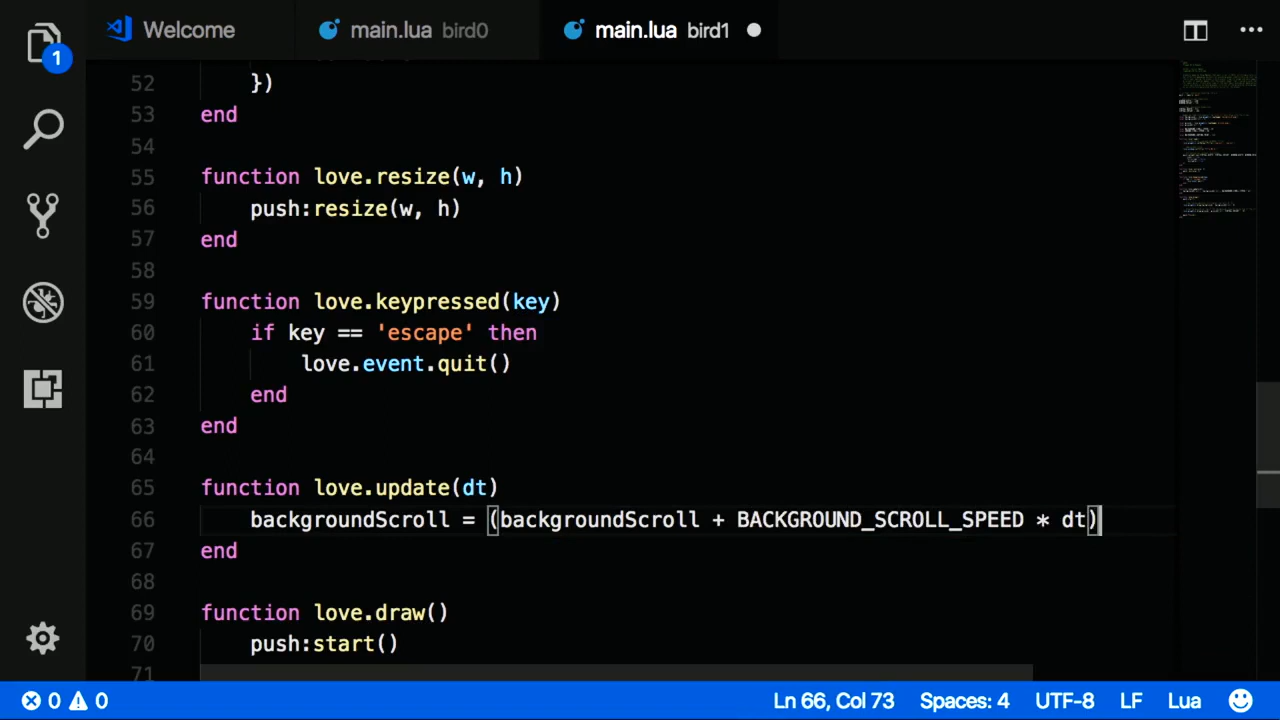 Welcome
main.lua bird0
main.lua bird1
1
52 })
53 end
54
55 function love.resize(w, h)
56 push:resize(w, h)
57 end
58
59 function love.keypressed(key)
60 if key == 'escape' then
61 love.event.quit()
62 end
63 end
64
65 function love.update(dt)
66 backgroundScroll = (backgroundScroll + BACKGROUND_SCROLL_SPEED * dt)
67 end
68
69 function love.draw()
70 push:start()
71
0 0 Ln 66, Col 73 Spaces: 4 UTF-8 LF Lua